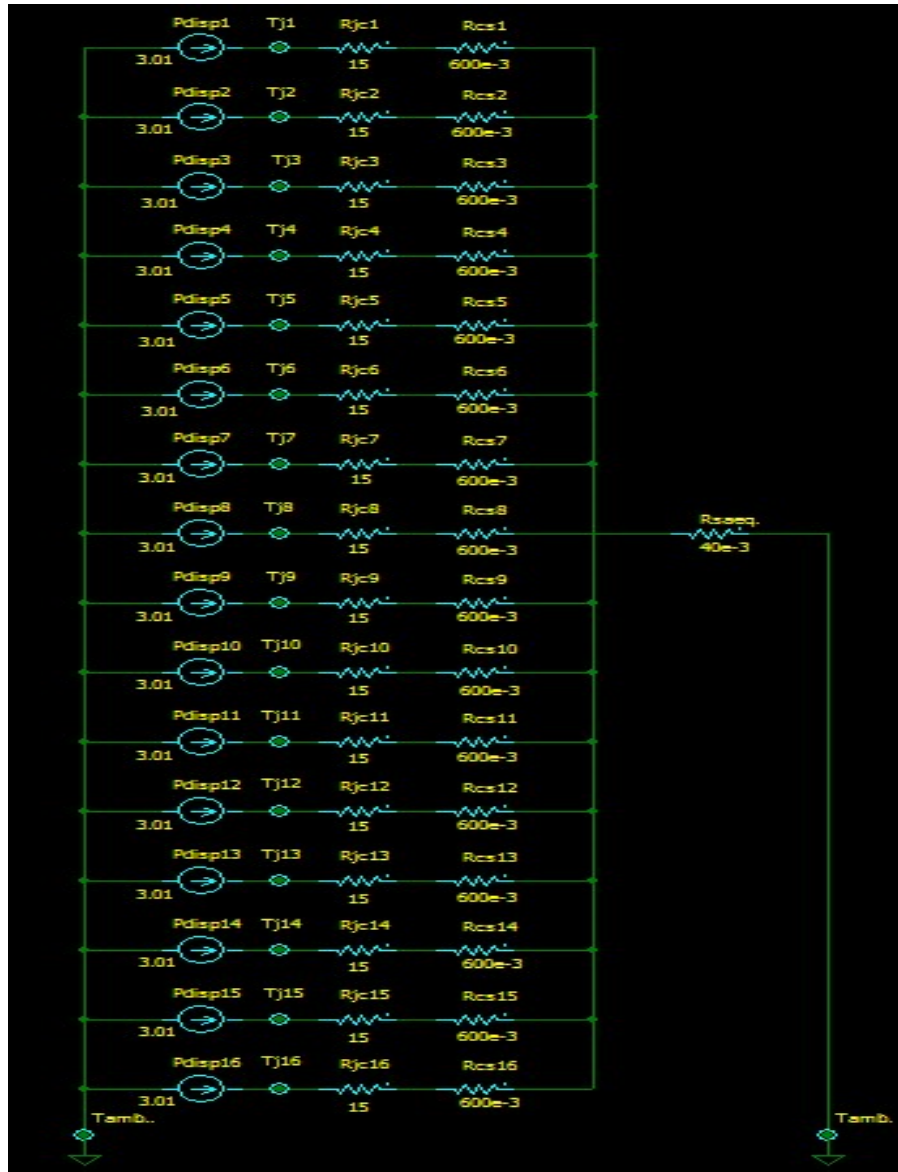 Pdisp1 Tj1 Rjc1 Rcs1
3.01 15 600e-3
Pdisp2 Tj2 Rjc2 Rcs2
3.01 15 600e-3
Pdisp3 Tj3 Rjc3 Rcs3
3.01 15 600e-3
Pdisp4 Tj4 Rjc4 Rcs4
3.01 15 600e-3
Pdisp5 Tj5 Rjc5 Rcs5
3.01 15 600e-3
Pdisp6 Tj6 Rjc6 Rcs6
3.01 15 600e-3
Pdisp7 Tj7 Rjc7 Rcs7
3.01 15 600e-3
Pdisp8 Tj8 Rjc8 Rcs8 Rsaeq.
3.01 15 600e-3 40e-3
Pdisp9 Tj9 Rjc9 Rcs9
3.01 15 600e-3
Pdisp10 Tj10 Rjc10 Rcs10
3.01 15 600e-3
Pdisp11 Tj11 Rjc11 Rcs11
3.01 15 600e-3
Pdisp12 Tj12 Rjc12 Rcs12
3.01 15 600e-3
Pdisp13 Tj13 Rjc13 Rcs13
3.01 15 600e-3
Pdisp14 Tj14 Rjc14 Rcs14
3.01 15 600e-3
Pdisp15 Tj15 Rjc15 Rcs15
3.01 15 600e-3
Pdisp16 Tj16 Rjc16 Rcs16
3.01 15 600e-3
Tamb.. Tamb.